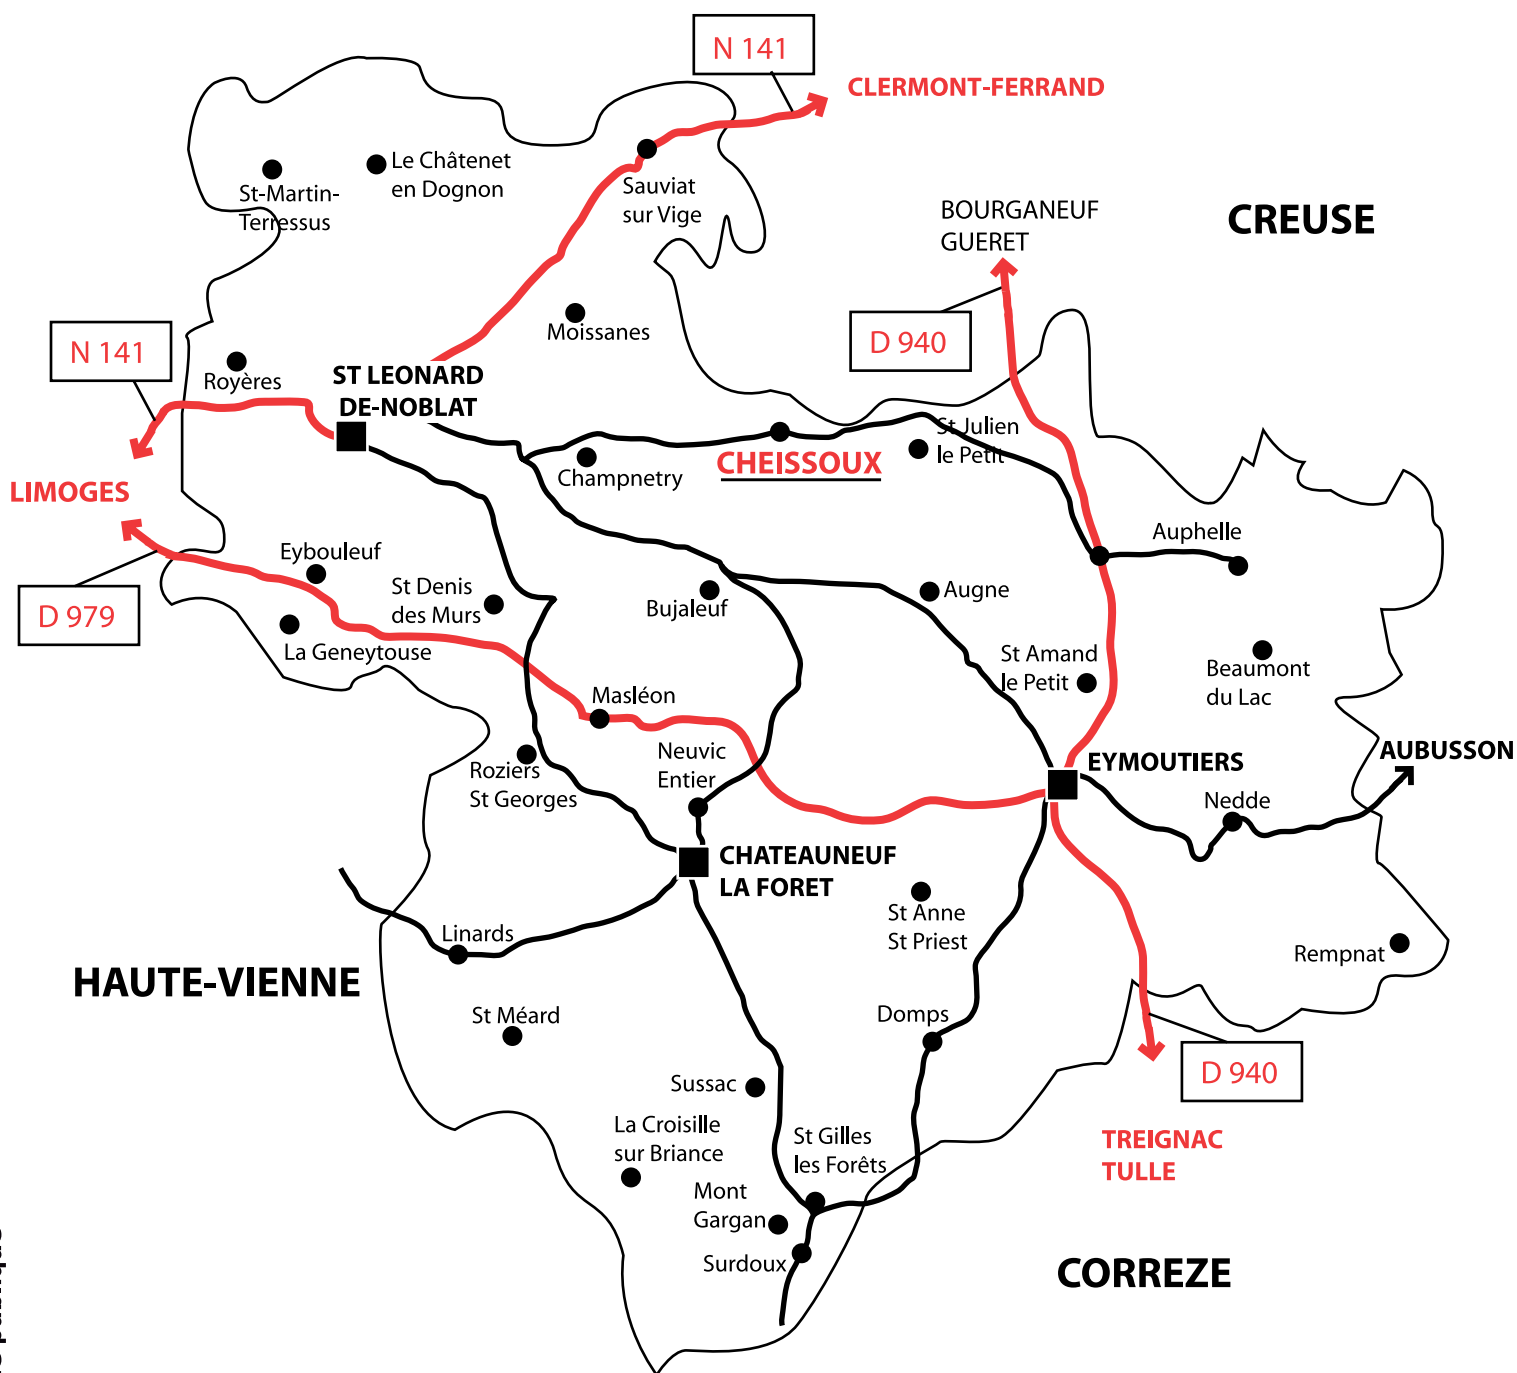 N 141
CLERMONT-FERRAND
Le Châtenet
en Dognon
St-Martin-
Terressus
Sauviat
sur Vige
BOURGANEUF
GUERET
CREUSE
N 141
Moissanes
D 940
Royères
ST LEONARD
DE-NOBLAT
St Julien
le Petit
Champnetry
CHEISSOUX
LIMOGES
Auphelle
Eybouleuf
St Denis
des Murs
Bujaleuf
Augne
D 979
La Geneytouse
St Amand
le Petit
Beaumont
du Lac
Masléon
Neuvic
Entier
Roziers
St Georges
EYMOUTIERS
AUBUSSON
Nedde
CHATEAUNEUF
LA FORET
St Anne
St Priest
Linards
Rempnat
HAUTE-VIENNE
St Méard
Domps
Sussac
D 940
La Croisille
sur Briance
St Gilles
les Forêts
TREIGNAC
TULLE
Mont
Gargan
Surdoux
CORREZE